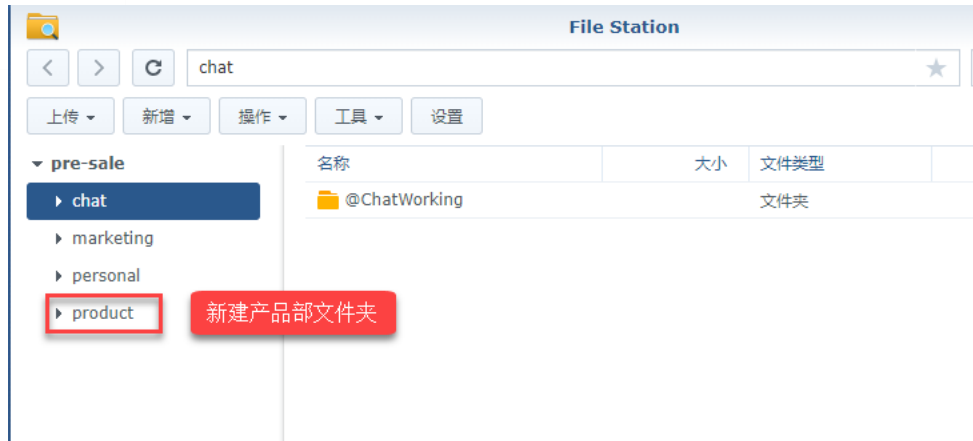 File Station
chat
上传 新增 操作 工具 设置
pre-sale
名称 大小 文件类型
chat
@ChatWorking 文件夹
marketing
personal
product
新建产品部文件夹